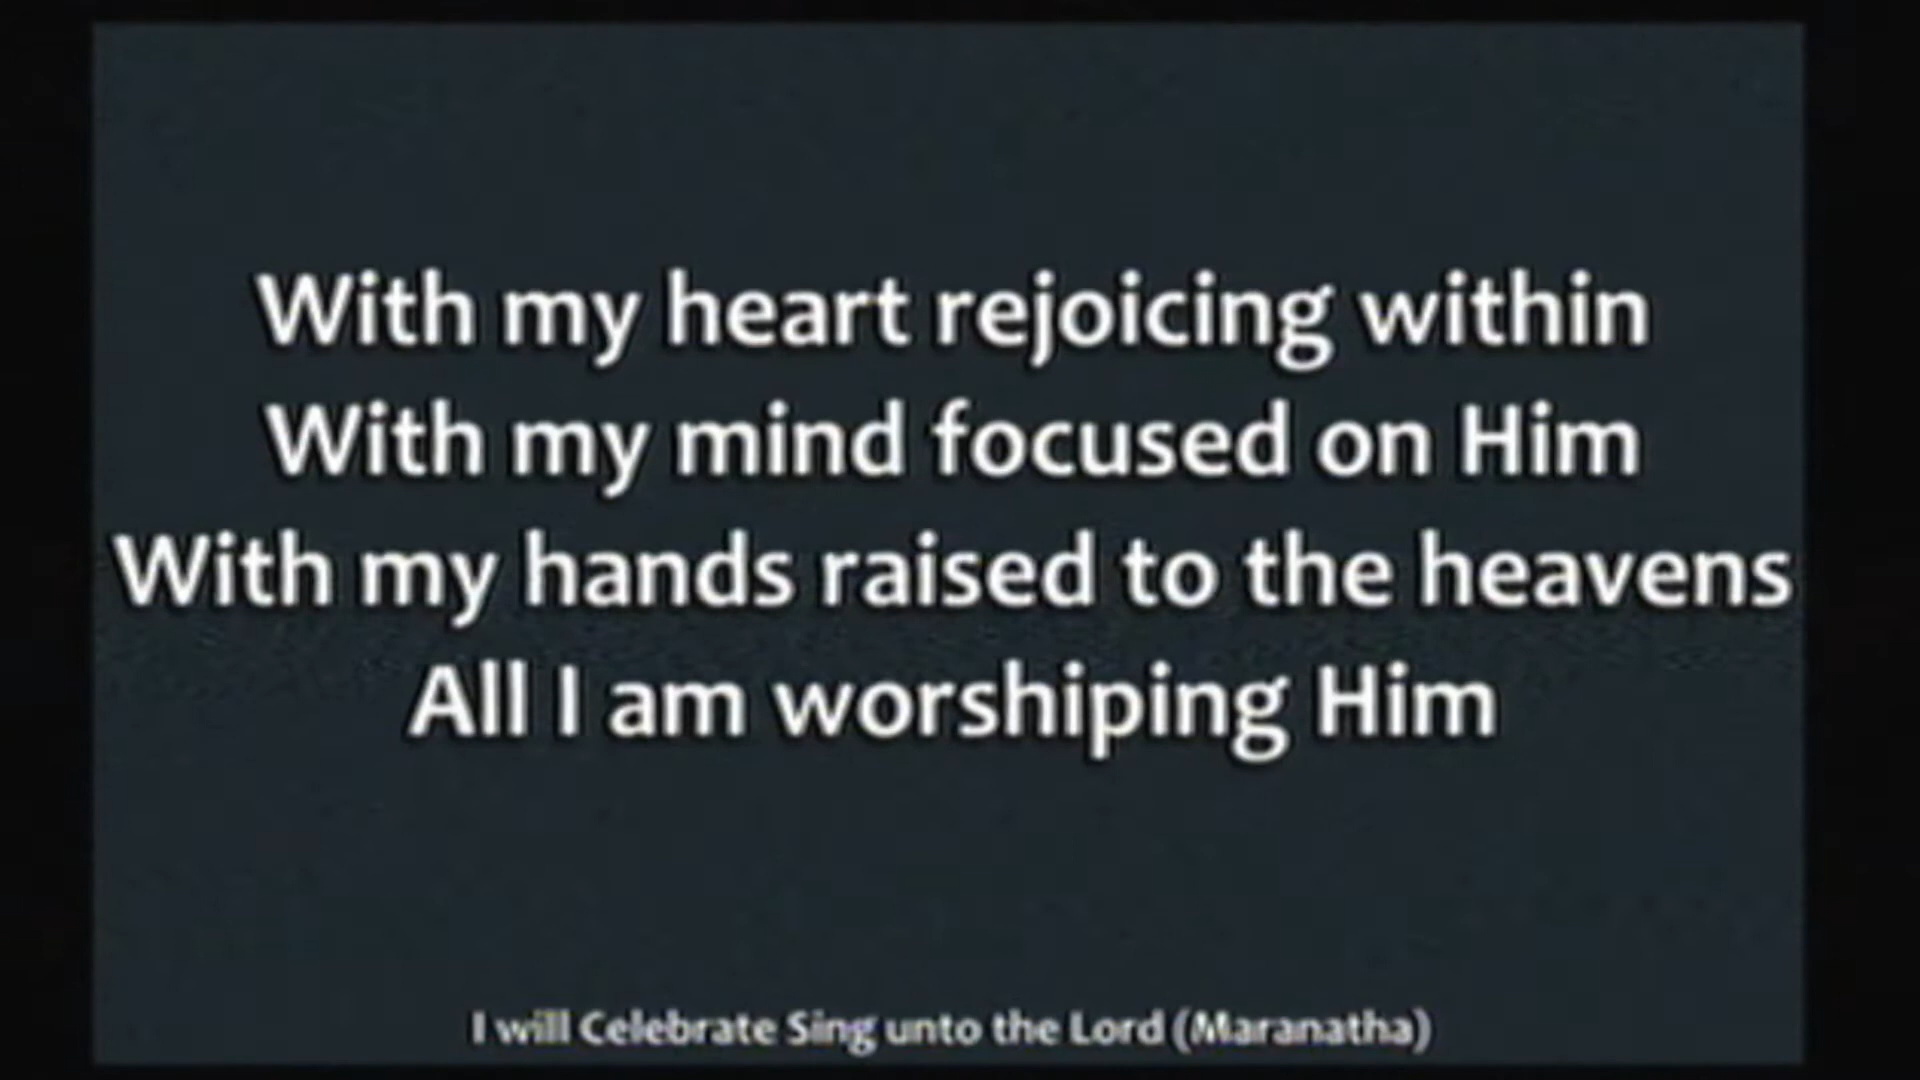 With my heart rejoicing within
With my mind focused on Him
With my hands raised to the heavens
All I am worshiping Him
I will Celebrate Sing unto the Lord (Maranatha)